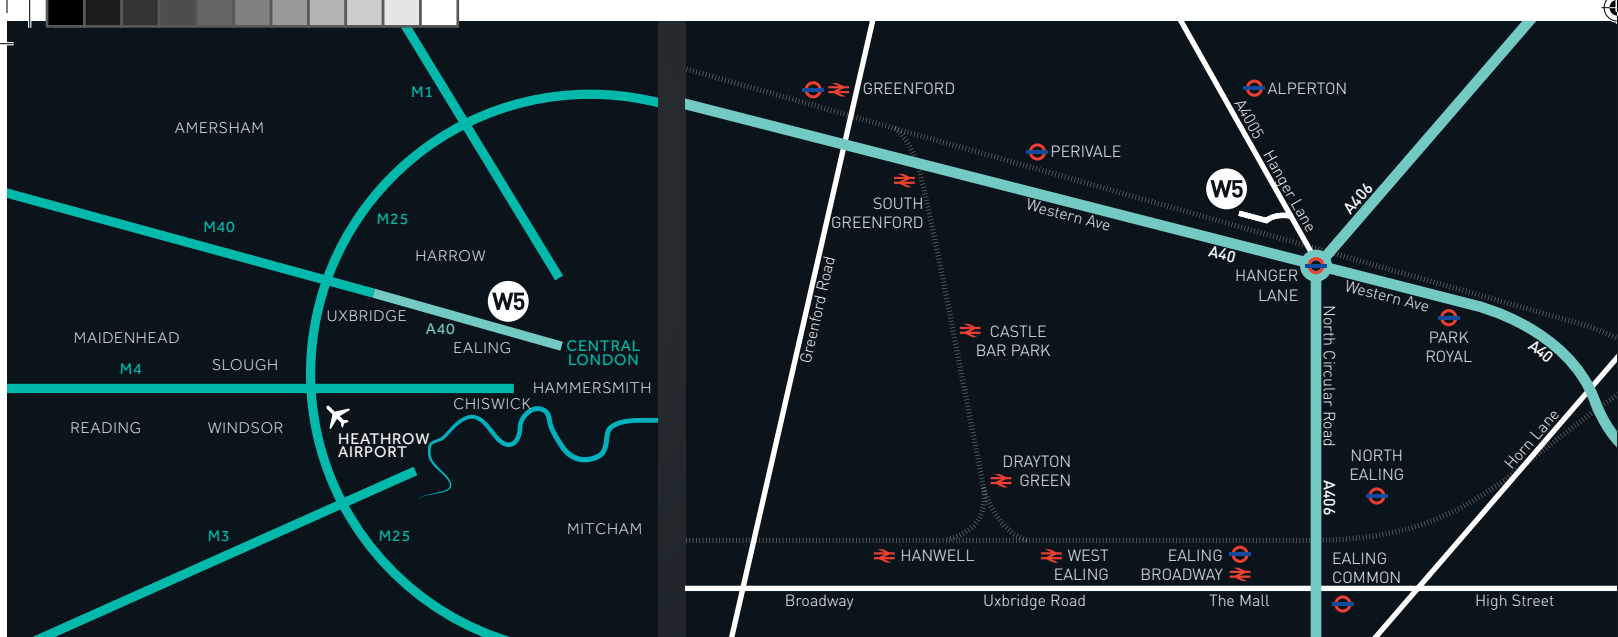 M1
AMERSHAM
M25
M40
HARROW
W5
UXBRIDGE
A40
MAIDENHEAD
EALING
CENTRAL
LONDON
SLOUGH
M4
HAMMERSMITH
CHISWICK
READING
WINDSOR
HEATHROW
AIRPORT
MITCHAM
M3
M25
GREENFORD
ALPERTON
A4005
Hanger Lane
PERIVALE
W5
A406
SOUTH
GREENFORD
Western Ave
A40
HANGER
LANE
Western Ave
Greenford Road
North Circular Road
PARK
ROYAL
A40
CASTLE
BAR PARK
Horn Lane
DRAYTON
GREEN
NORTH
EALING
A406
HANWELL
WEST
EALING
EALING
BROADWAY
EALING
COMMON
Broadway
Uxbridge Road
The Mall
High Street